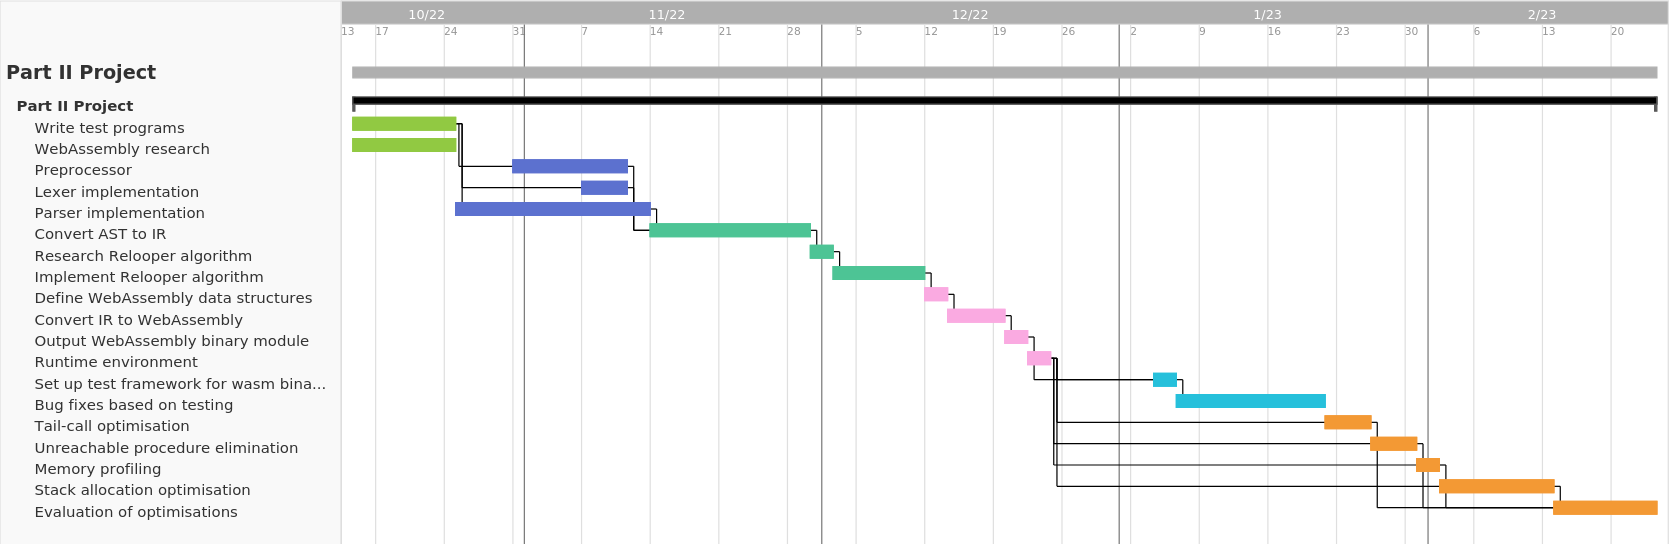 10/22 11/22 12/22 1/23 2/23
13 17 24 31 7 14 21 28 5 12 19 26 2 9 16 23 30 6 13 20
Part II Project
Part II Project
Write test programs
WebAssembly research
Preprocessor
Lexer implementation
Parser implementation
Convert AST to IR
Research Relooper algorithm
Implement Relooper algorithm
Define WebAssembly data structures
Convert IR to WebAssembly
Output WebAssembly binary module
Runtime environment
Set up test framework for wasm bina...
Bug fixes based on testing
Tail-call optimisation
Unreachable procedure elimination
Memory profiling
Stack allocation optimisation
Evaluation of optimisations